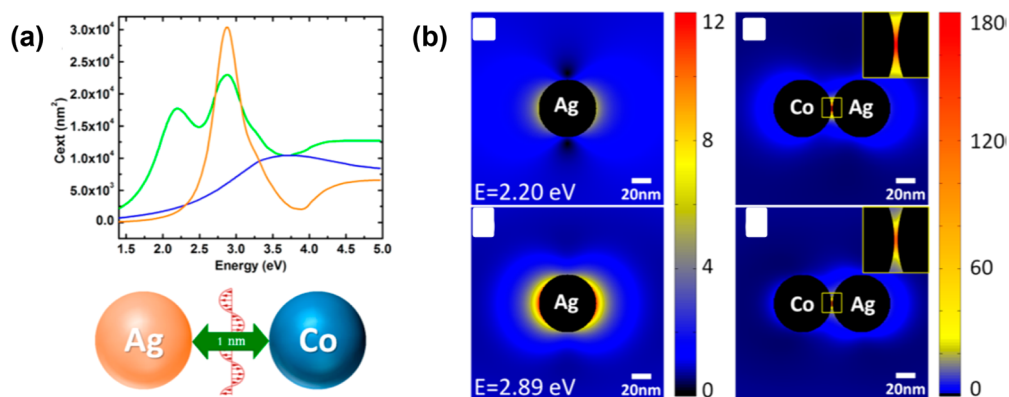 (a)
3.0x10⁴
2.5x10⁴
2.0x10⁴
1.5x10⁴
1.0x10⁴
5.0x10³
0.0
Cext (nm²)
1.5 2.0 2.5 3.0 3.5 4.0 4.5 5.0
Energy (eV)
Ag
1 nm
Co
(b)
Ag
E=2.20 eV
20nm
Ag
E=2.89 eV
20nm
12
8
4
0
Co Ag
20nm
Co Ag
20nm
180
120
60
0